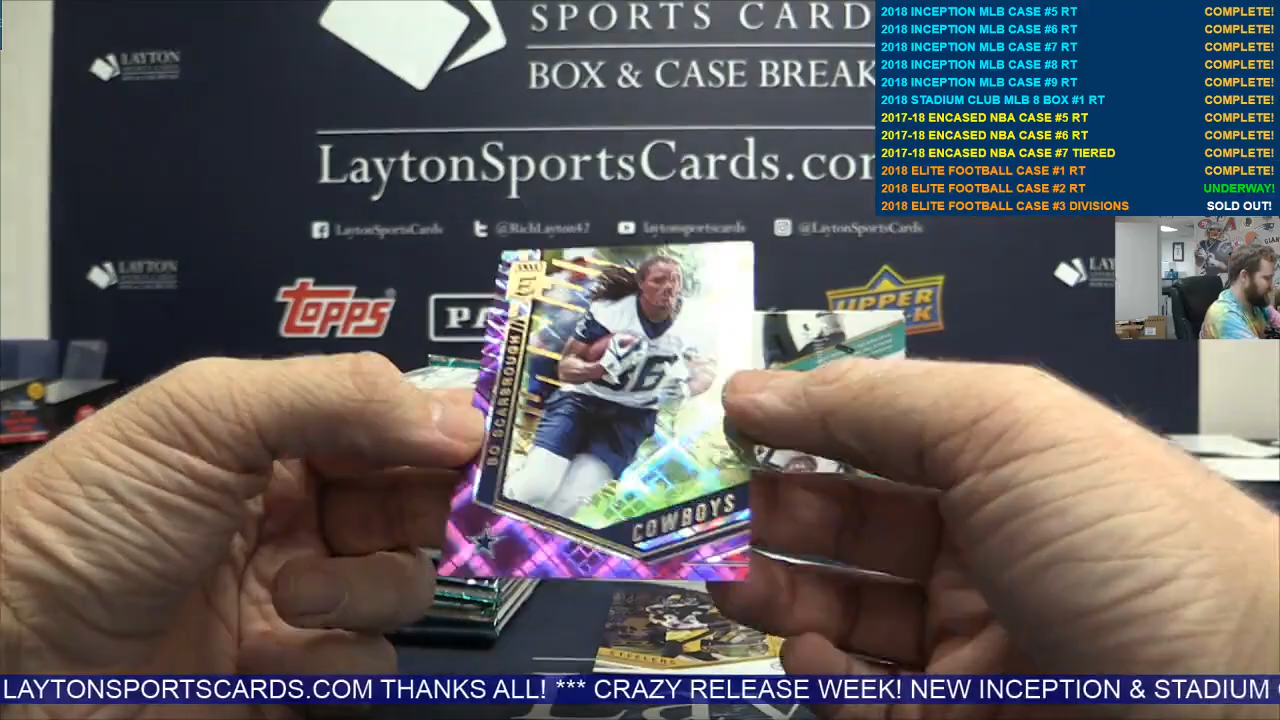 SPORTS CARD
BOX & CASE BREAK
LaytonSportsCards.co
LaytonSportsCards
@RichLayton47
laytonsportscards
@LaytonSportsCards
LAYTON
LAYTON
TOPPS
PA
UPPER
2018 INCEPTION MLB CASE #5 RT COMPLETE!
2018 INCEPTION MLB CASE #6 RT COMPLETE!
2018 INCEPTION MLB CASE #7 RT COMPLETE!
2018 INCEPTION MLB CASE #8 RT COMPLETE!
2018 INCEPTION MLB CASE #9 RT COMPLETE!
2018 STADIUM CLUB MLB 8 BOX #1 RT COMPLETE!
2017-18 ENCASED NBA CASE #5 RT COMPLETE!
2017-18 ENCASED NBA CASE #6 RT COMPLETE!
2017-18 ENCASED NBA CASE #7 TIERED COMPLETE!
2018 ELITE FOOTBALL CASE #1 RT COMPLETE!
2018 ELITE FOOTBALL CASE #2 RT UNDERWAY!
2018 ELITE FOOTBALL CASE #3 DIVISIONS SOLD OUT!
BO SCARBROUGH
36
COWBOYS
STEELERS
LAYTONSPORTSCARDS.COM THANKS ALL! *** CRAZY RELEASE WEEK! NEW INCEPTION & STADIUM